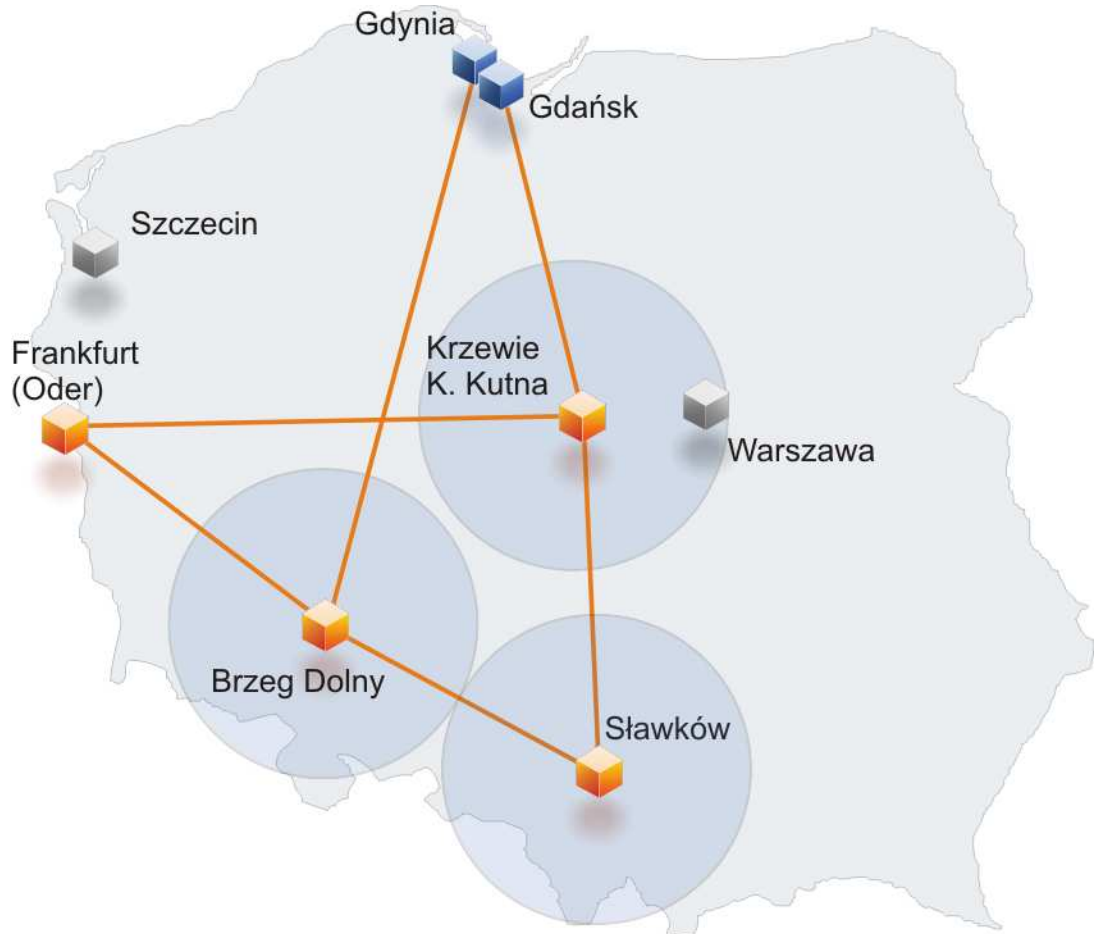 Gdynia
Gdańsk
Szczecin
Frankfurt
(Oder)
Krzewie
K. Kutna
Warszawa
Brzeg Dolny
Sławków